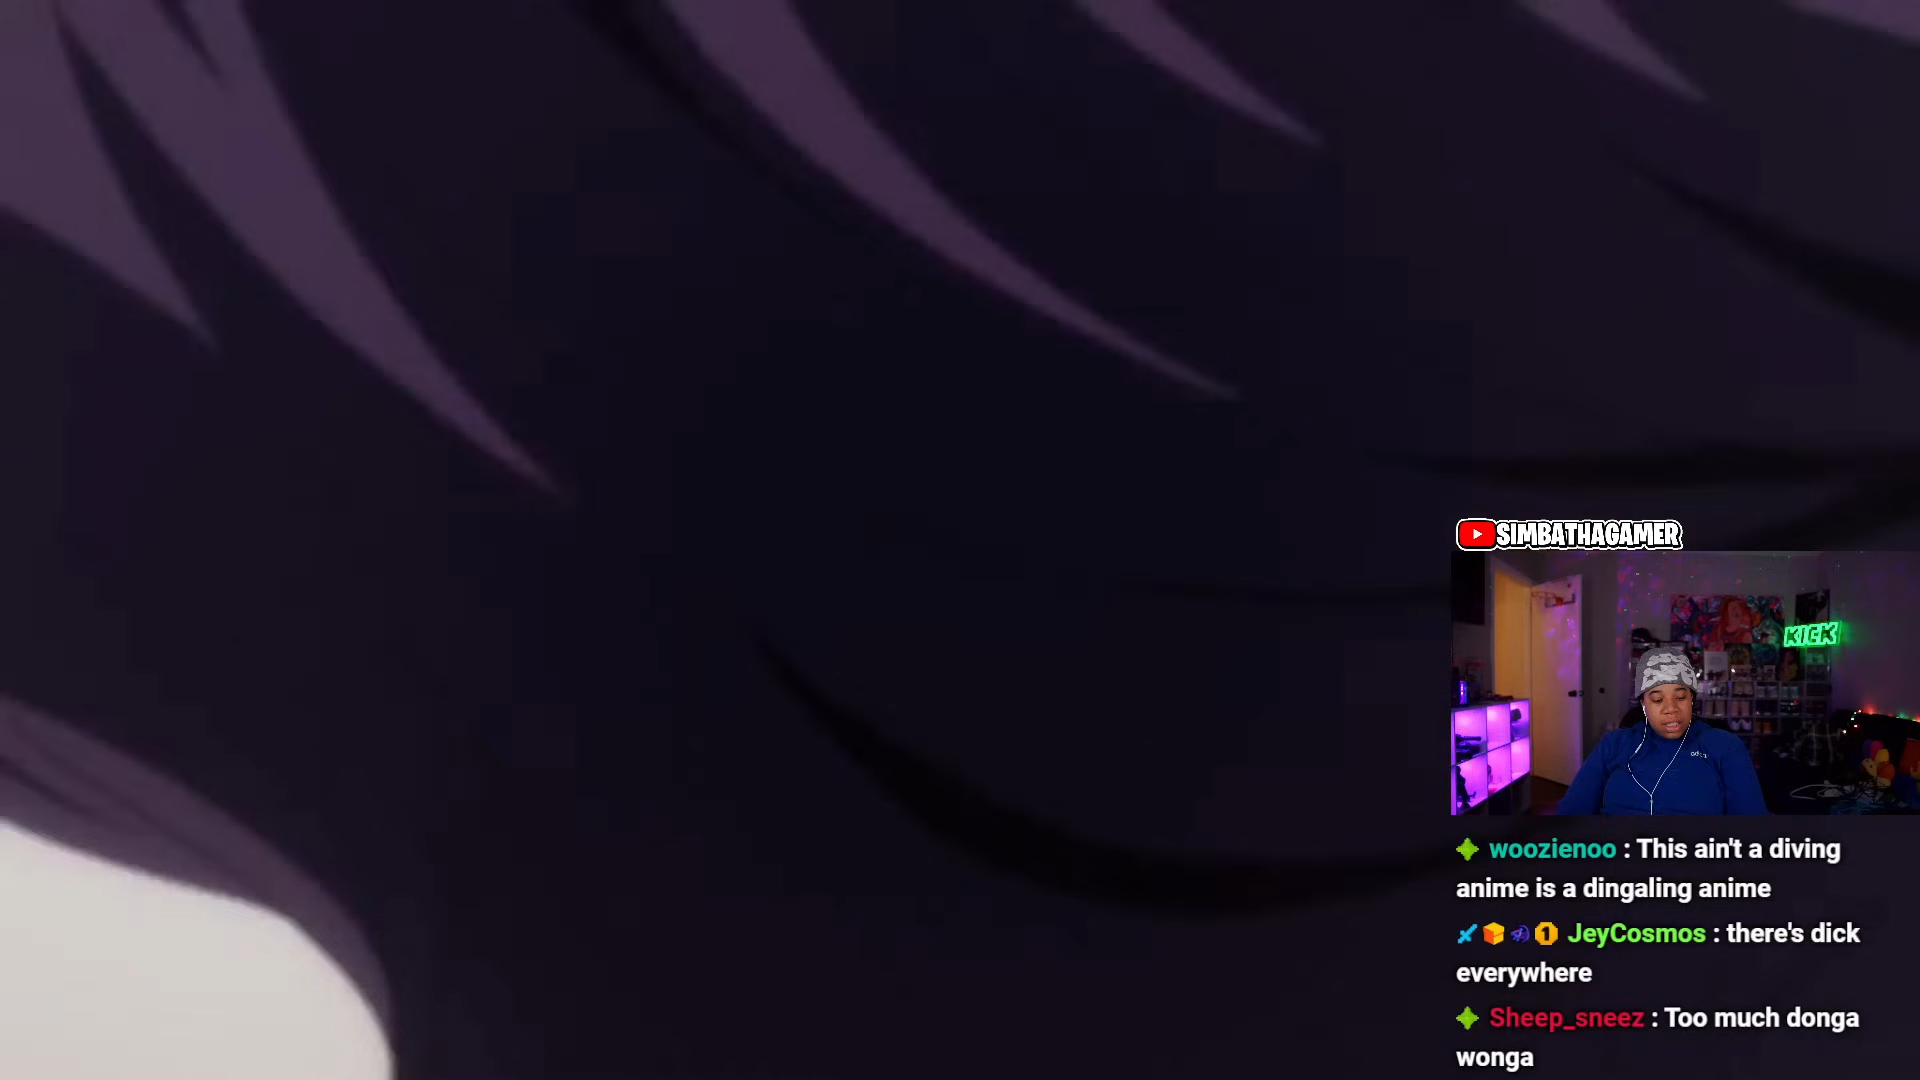 SIMBATHAGAMER
KICK
woozienoo : This ain't a diving
anime is a dingaling anime
1 JeyCosmos : there's dick
everywhere
Sheep_sneez : Too much donga
wonga